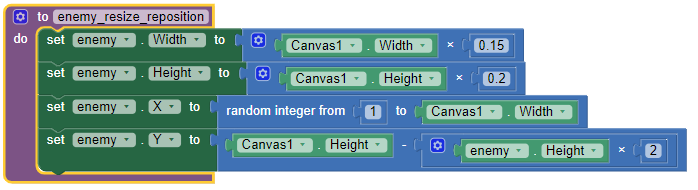 to enemy_resize_reposition
do set enemy . Width to Canvas1 . Width × 0.15
set enemy . Height to Canvas1 . Height × 0.2
set enemy . X to random integer from 1 to Canvas1 . Width
set enemy . Y to Canvas1 . Height - enemy . Height × 2